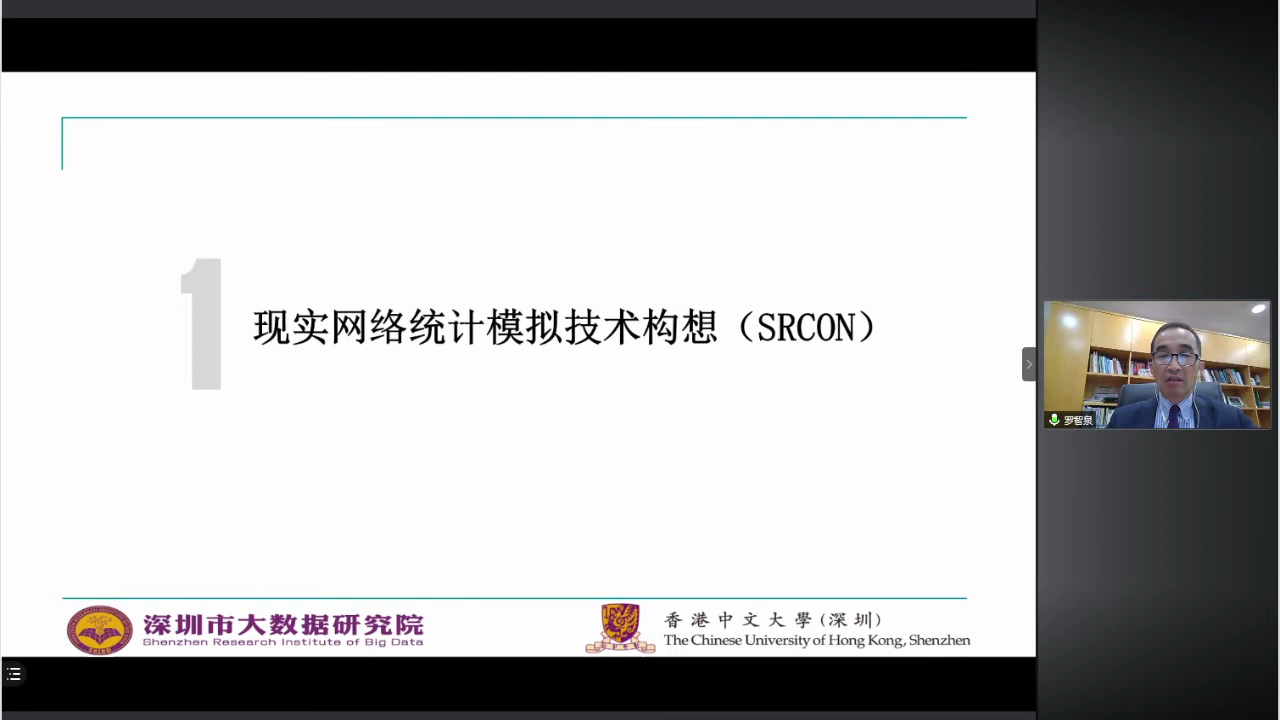 1
现实网络统计模拟技术构想（SRCON）
深圳市大数据研究院
Shenzhen Research Institute of Big Data
香港中文大學(深圳)
The Chinese University of Hong Kong, Shenzhen
罗智泉